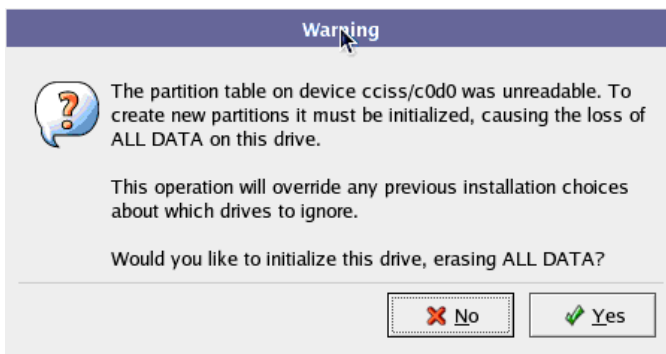 Warning
The partition table on device cciss/c0d0 was unreadable. To
create new partitions it must be initialized, causing the loss of
ALL DATA on this drive.
This operation will override any previous installation choices
about which drives to ignore.
Would you like to initialize this drive, erasing ALL DATA?
No
Yes